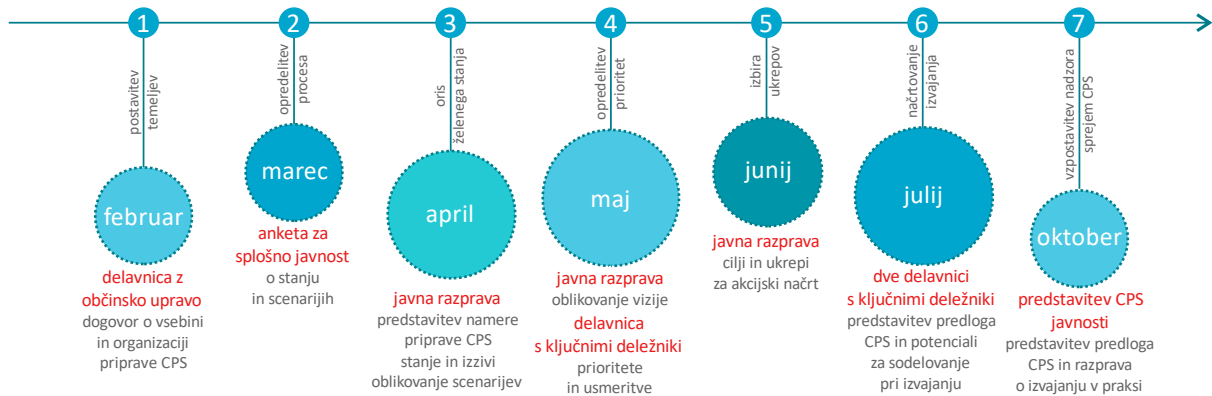 1
postavitev
temeljev
februar
delavnica z
občinsko upravo
dogovor o vsebini
in organizaciji
priprave CPS
2
opredelitev
procesa
marec
anketa za
splošno javnost
o stanju
in scenarijih
3
oris
želenega stanja
april
javna razprava
predstavitev namere
priprave CPS
stanje in izzivi
oblikovanje scenarijev
4
opredelitev
prioritet
maj
javna razprava
oblikovanje vizije
delavnica
s ključnimi deležniki
prioritete
in usmeritve
5
izbira
ukrepov
junij
javna razprava
cilji in ukrepi
za akcijski načrt
6
načrtovanje
izvajanja
julij
dve delavnici
s ključnimi deležniki
predstavitev predloga
CPS in potenciali
za sodelovanje
pri izvajanju
7
vzpostavitev nadzora
sprejem CPS
oktober
predstavitev CPS
javnosti
predstavitev predloga
CPS in razprava
o izvajanju v praksi